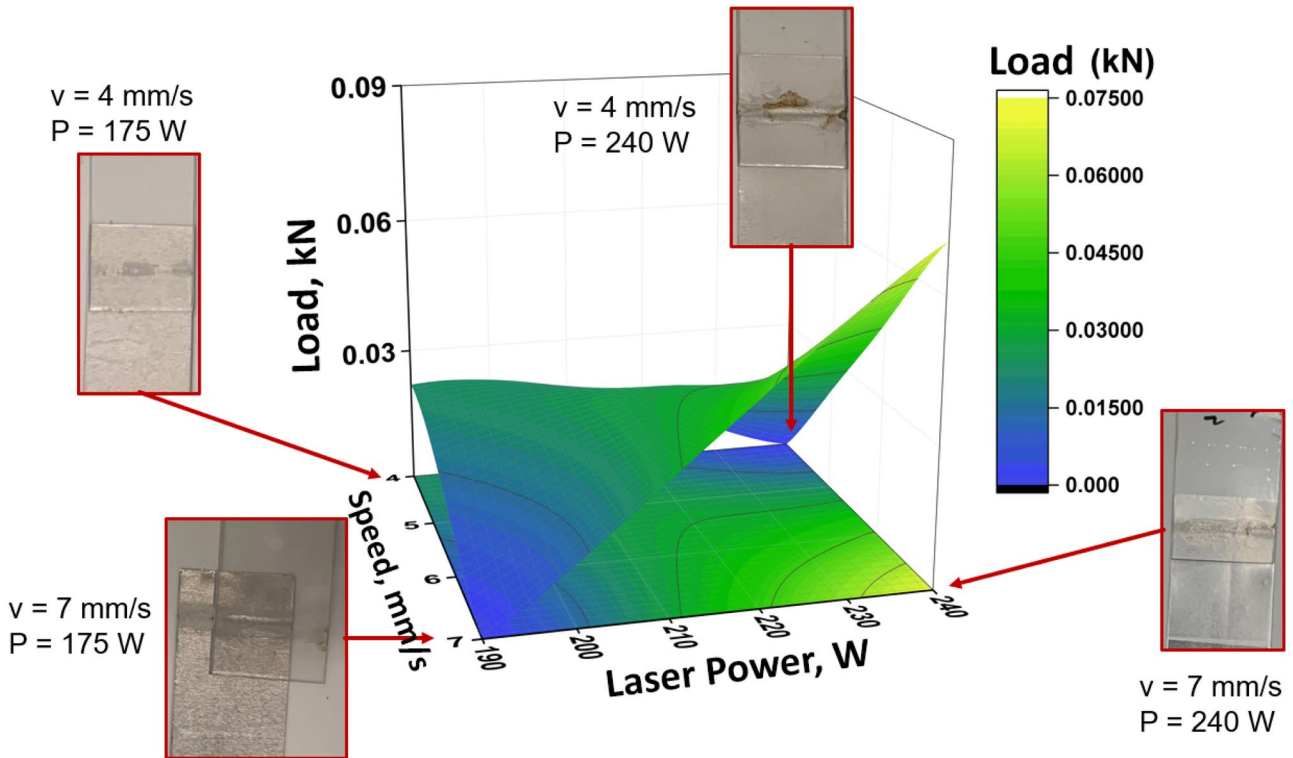 v = 4 mm/s
P = 175 W
v = 4 mm/s
P = 240 W
Load (kN)
0.07500
0.06000
0.04500
0.03000
0.01500
0.000
0.09
0.06
0.03
Load, kN
4
5
6
7
Speed, mm/s
190
200
210
220
230
240
Laser Power, W
v = 7 mm/s
P = 175 W
v = 7 mm/s
P = 240 W